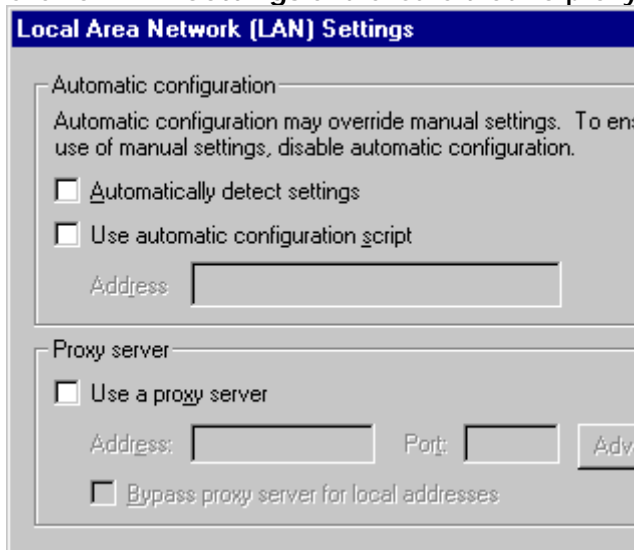 Local Area Network (LAN) Settings
Automatic configuration
Automatic configuration may override manual settings. To ens
use of manual settings, disable automatic configuration.
Automatically detect settings
Use automatic configuration script
Address
Proxy server
Use a proxy server
Address: Port: Adv
Bypass proxy server for local addresses